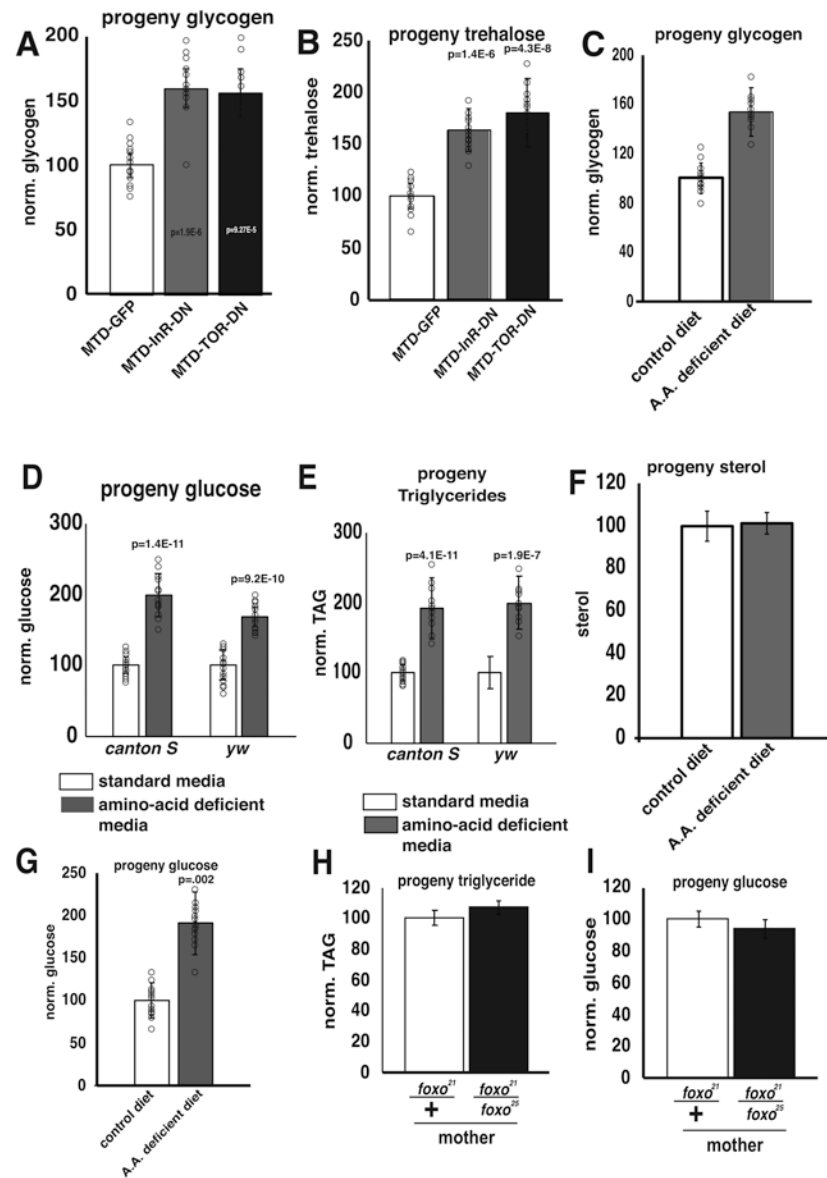 A
progeny glycogen
norm. glycogen
200
150
100
50
0
p=1.9E-6
p=9.27E-5
MTD-GFP
MTD-InR-DN
MTD-TOR-DN
B
progeny trehalose
norm. trehalose
250
200
150
100
50
0
p=1.4E-6
p=4.3E-8
MTD-GFP
MTD-InR-DN
MTD-TOR-DN
C
progeny glycogen
norm. glycogen
200
160
120
80
40
0
control diet
A.A. deficient diet
D
progeny glucose
norm. glucose
300
200
100
0
p=1.4E-11
p=9.2E-10
canton S
yw
standard media
amino-acid deficient
media
E
progeny
Triglycerides
norm. TAG
300
200
100
0
p=4.1E-11
p=1.9E-7
canton S
yw
standard media
amino-acid deficient
media
F
progeny sterol
sterol
120
100
80
60
40
20
0
control diet
A.A. deficient diet
G
progeny glucose
p=.002
norm. glucose
250
200
150
100
50
0
control diet
A.A. deficient diet
H
progeny triglyceride
norm. TAG
120
100
80
60
40
20
0
foxo²¹
+
foxo²¹
foxo²⁵
mother
I
progeny glucose
norm. glucose
120
100
80
60
40
20
0
foxo²¹
+
foxo²¹
foxo²⁵
mother